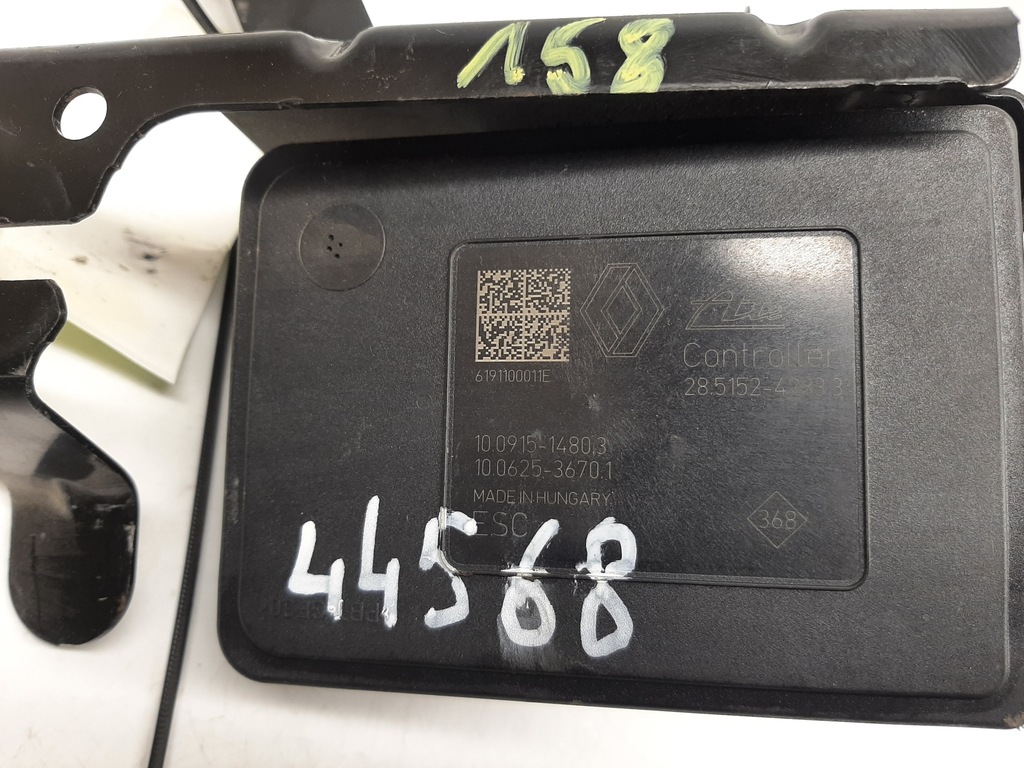 158
6191100011E
Controller
10.0915-1480.3
10.0625-3670.1
MADE IN HUNGARY
ESC
368
44568